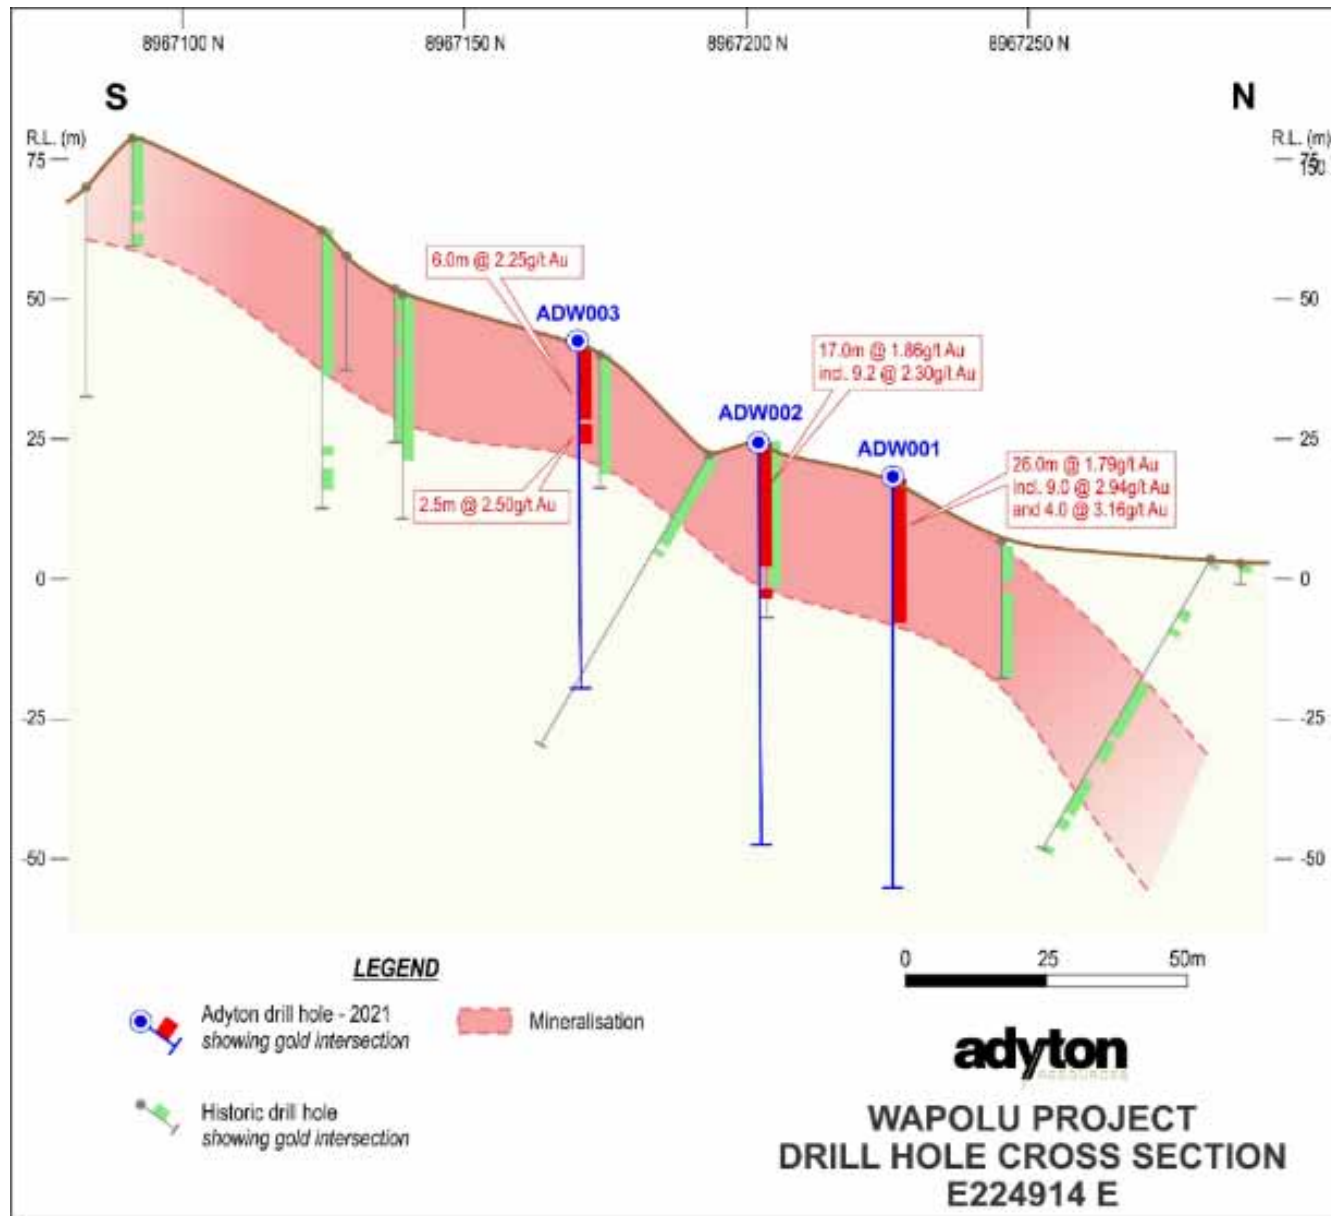 8967100 N
8967150 N
8967200 N
8967250 N
S
N
R.L. (m)
R.L. (m)
75
75
150
6.0m @ 2.25g/t Au
50
50
ADW003
17.0m @ 1.86g/t Au
incl. 9.2 @ 2.30g/t Au
ADW002
25
25
ADW001
26.0m @ 1.79g/t Au
incl. 9.0 @ 2.94g/t Au
and 4.0 @ 3.16g/t Au
2.5m @ 2.50g/t Au
0
0
-25
-25
-50
-50
0
25
50m
LEGEND
Adyton drill hole - 2021
showing gold intersection
Mineralisation
Historic drill hole
showing gold intersection
adyton
RESOURCES
WAPOLU PROJECT
DRILL HOLE CROSS SECTION
E224914 E